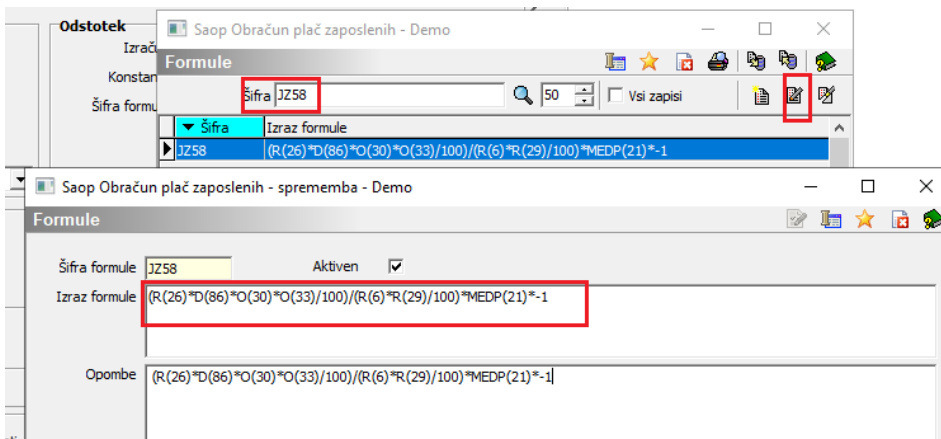 Odstotek
Saop Obračun plač zaposlenih - Demo
Izrač
Formule
Konstan
Šifra JZ58
50
Vsi zapisi
Šifra formu
Šifra
Izraz formule
JZ58
(R(26)*D(86)*O(30)*O(33)/100)/(R(6)*R(29)/100)*MEDP(21)*-1
Saop Obračun plač zaposlenih - sprememba - Demo
Formule
Šifra formule JZ58
Aktiven
Izraz formule (R(26)*D(86)*O(30)*O(33)/100)/(R(6)*R(29)/100)*MEDP(21)*-1
Opombe (R(26)*D(86)*O(30)*O(33)/100)/(R(6)*R(29)/100)*MEDP(21)*-1